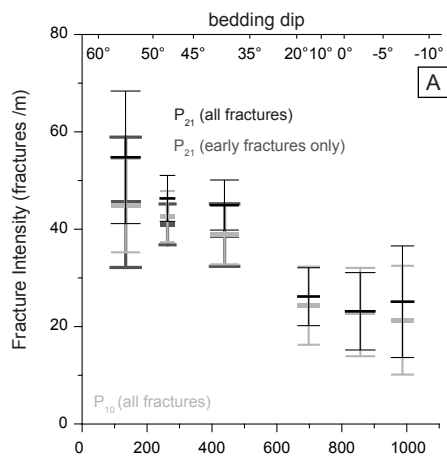 bedding dip
60° 50° 45° 35° 20° 10° 0° -5° -10°
80
A
P21 (all fractures)
P21 (early fractures only)
60
40
20
P10 (all fractures)
0
Fracture Intensity (fractures /m)
0 200 400 600 800 1000